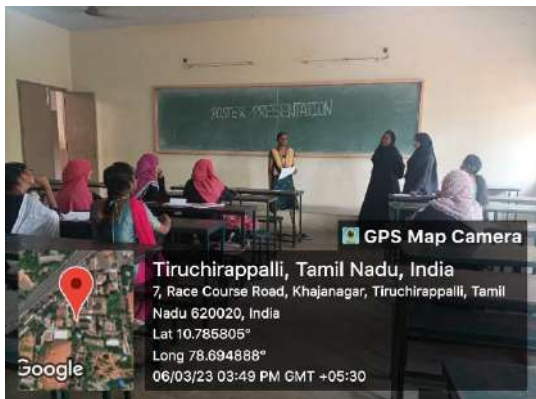 POSTER PRESENTATION
GPS Map Camera
Tiruchirappalli, Tamil Nadu, India
7, Race Course Road, Khajanagar, Tiruchirappalli, Tamil
Nadu 620020, India
Lat 10.785805°
Long 78.694888°
06/03/23 03:49 PM GMT +05:30
Google